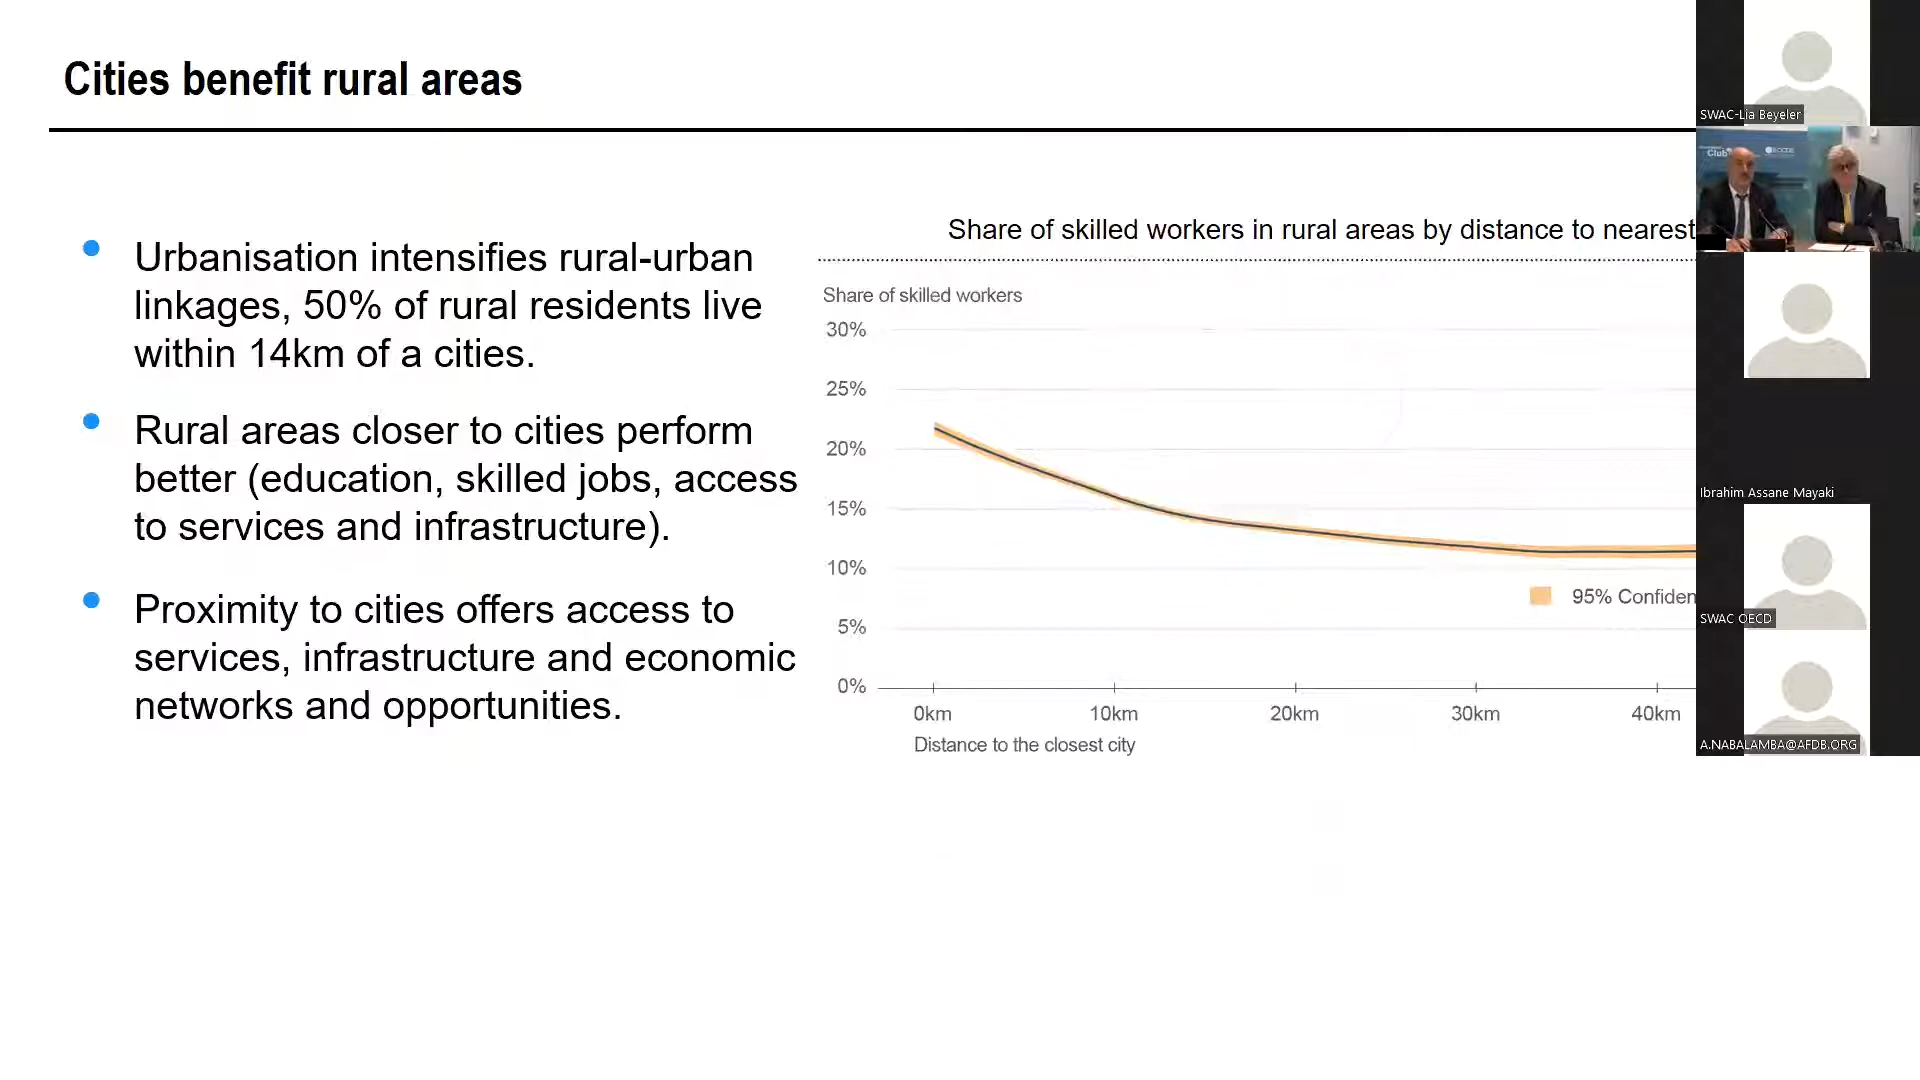 Cities benefit rural areas
Urbanisation intensifies rural-urban
linkages, 50% of rural residents live
within 14km of a cities.
Rural areas closer to cities perform
better (education, skilled jobs, access
to services and infrastructure).
Proximity to cities offers access to
services, infrastructure and economic
networks and opportunities.
Share of skilled workers in rural areas by distance to nearest
Share of skilled workers
30%
25%
20%
15%
10%
5%
0%
95% Confiden
0km 10km 20km 30km 40km
Distance to the closest city
SWAC-Lia Beyeler
Club
Ibrahim Assane Mayaki
SWAC OECD
A.NABALAMBA@AFDB.ORG